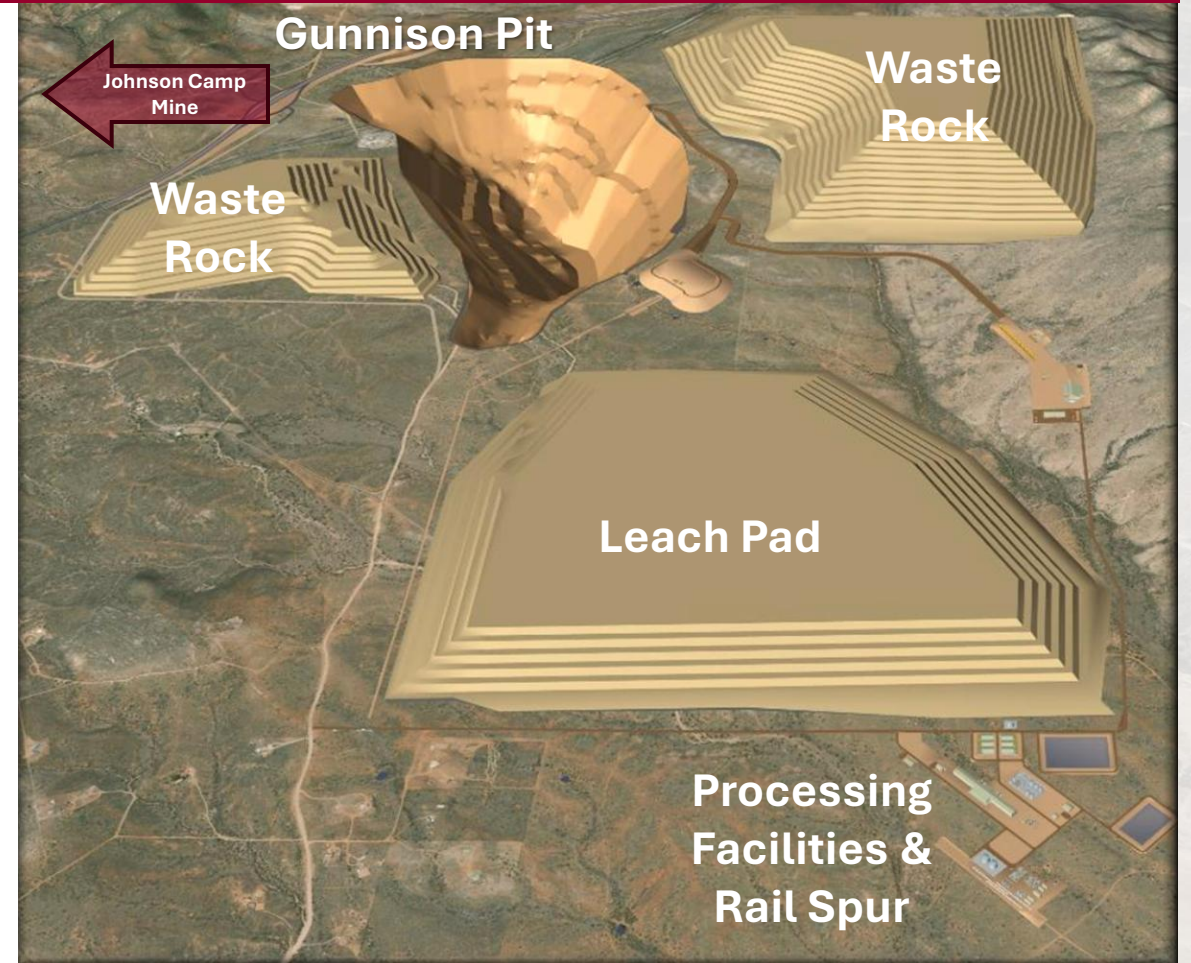 Gunnison Pit
Johnson Camp
Mine
Waste
Rock
Waste
Rock
Leach Pad
Processing
Facilities &
Rail Spur